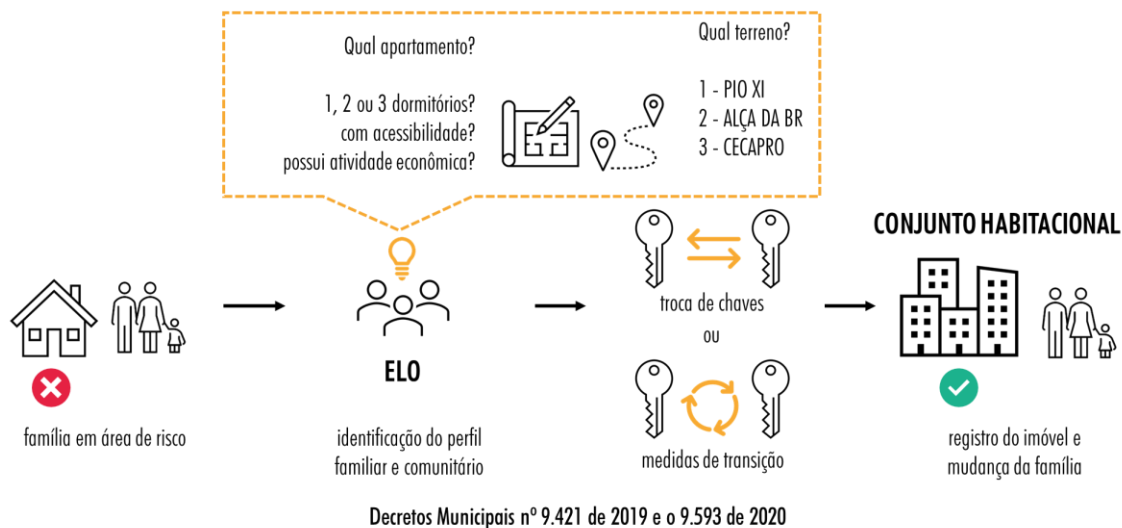 Qual apartamento?
1, 2 ou 3 dormitórios?
com acessibilidade?
possui atividade econômica?
Qual terreno?
1 - PIO XI
2 - ALÇA DA BR
3 - CECAPRO
família em área de risco
ELO
identificação do perfil
familiar e comunitário
troca de chaves
ou
medidas de transição
CONJUNTO HABITACIONAL
registro do imóvel e
mudança da família
Decretos Municipais nº 9.421 de 2019 e o 9.593 de 2020